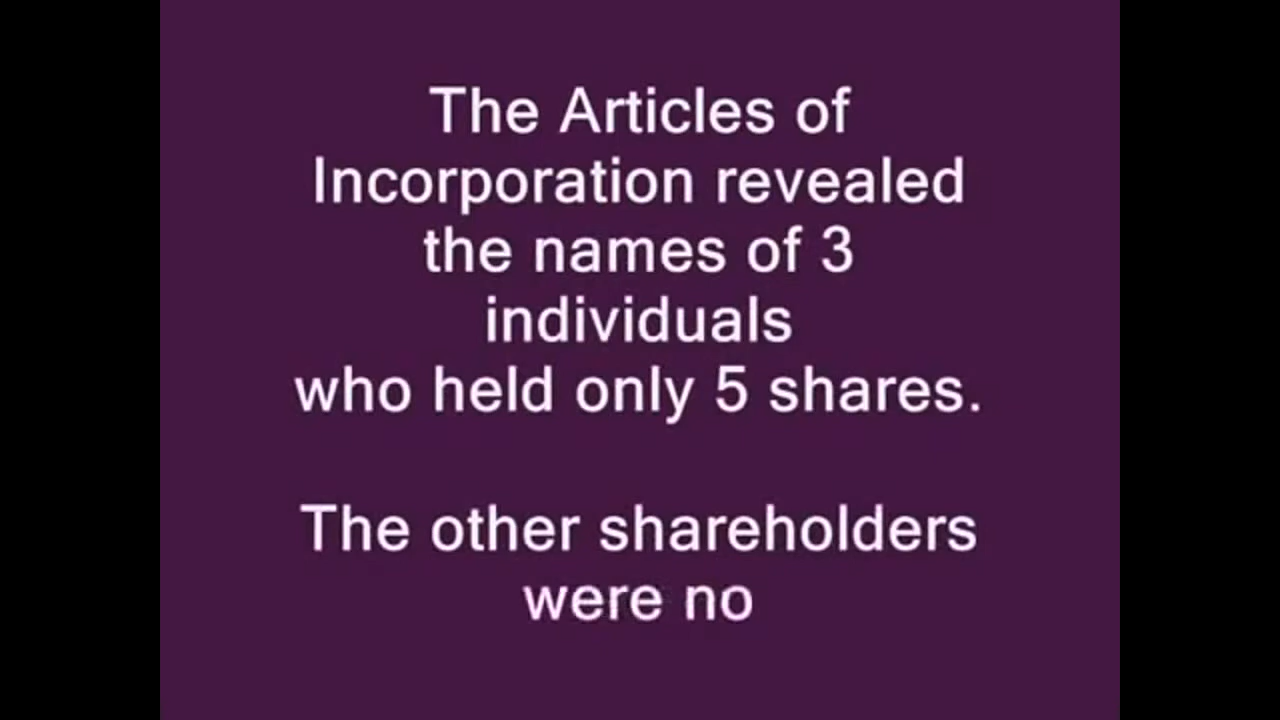 The Articles of
Incorporation revealed
the names of 3
individuals
who held only 5 shares.
The other shareholders
were no